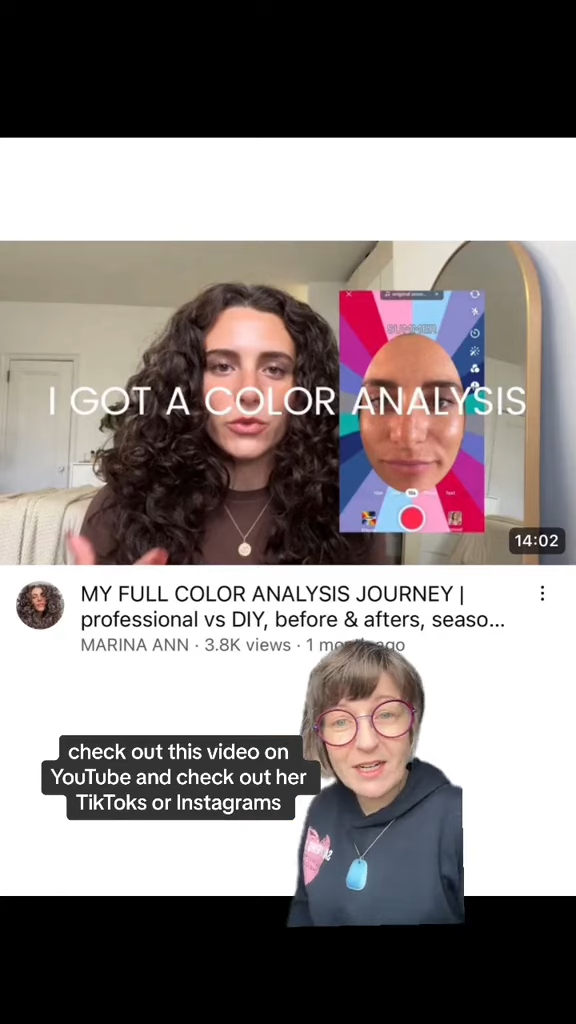 SUMMER
I GOT A COLOR ANALYSIS
14:02
MY FULL COLOR ANALYSIS JOURNEY |
professional vs DIY, before & afters, seaso...
MARINA ANN · 3.8K views · 1 ago
check out this video on
YouTube and check out her
TikToks or Instagrams